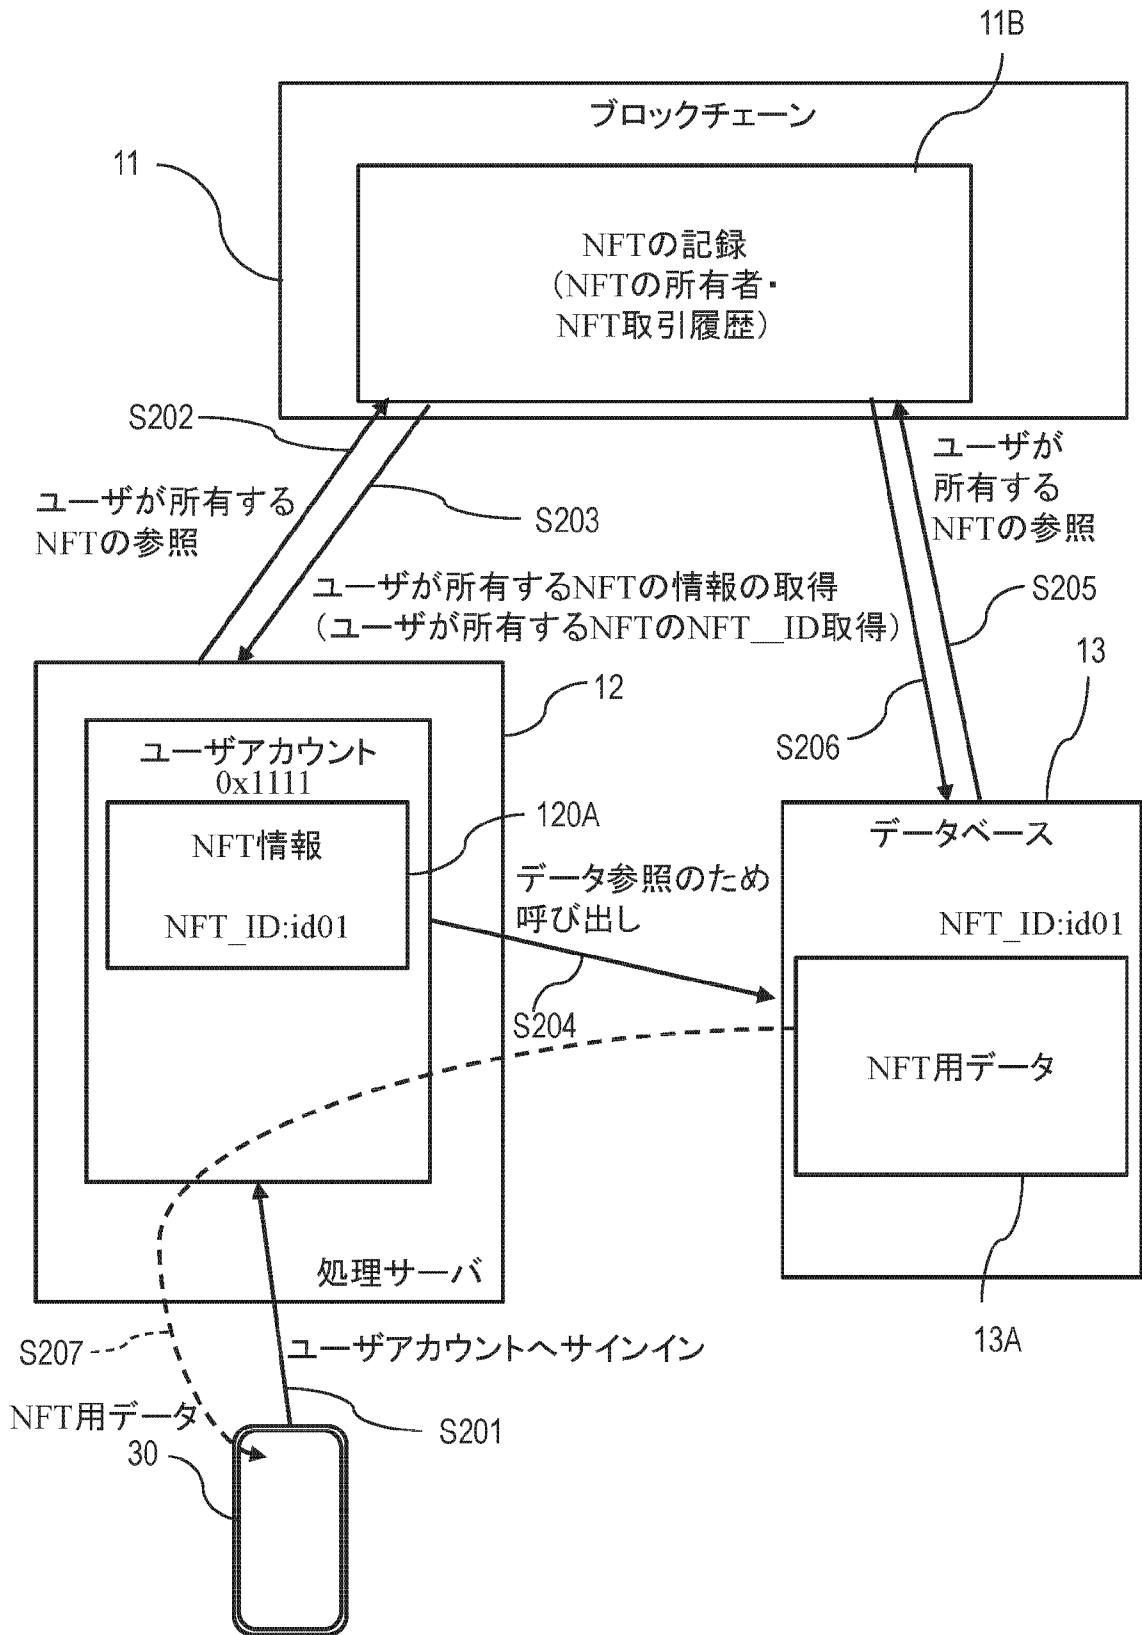 11B
ブロックチェーン
11
NFTの記録
（NFTの所有者・
NFT取引履歴）
S202
ユーザが所有する
NFTの参照
S203
ユーザが
所有する
NFTの参照
ユーザが所有するNFTの情報の取得
（ユーザが所有するNFTのNFT__ID取得）
S205
S206
12
13
ユーザアカウント
0x1111
120A
NFT情報
NFT_ID:id01
データ参照のため
呼び出し
S204
データベース
NFT_ID:id01
NFT用データ
13A
処理サーバ
S207
ユーザアカウントへサインイン
NFT用データ
S201
30